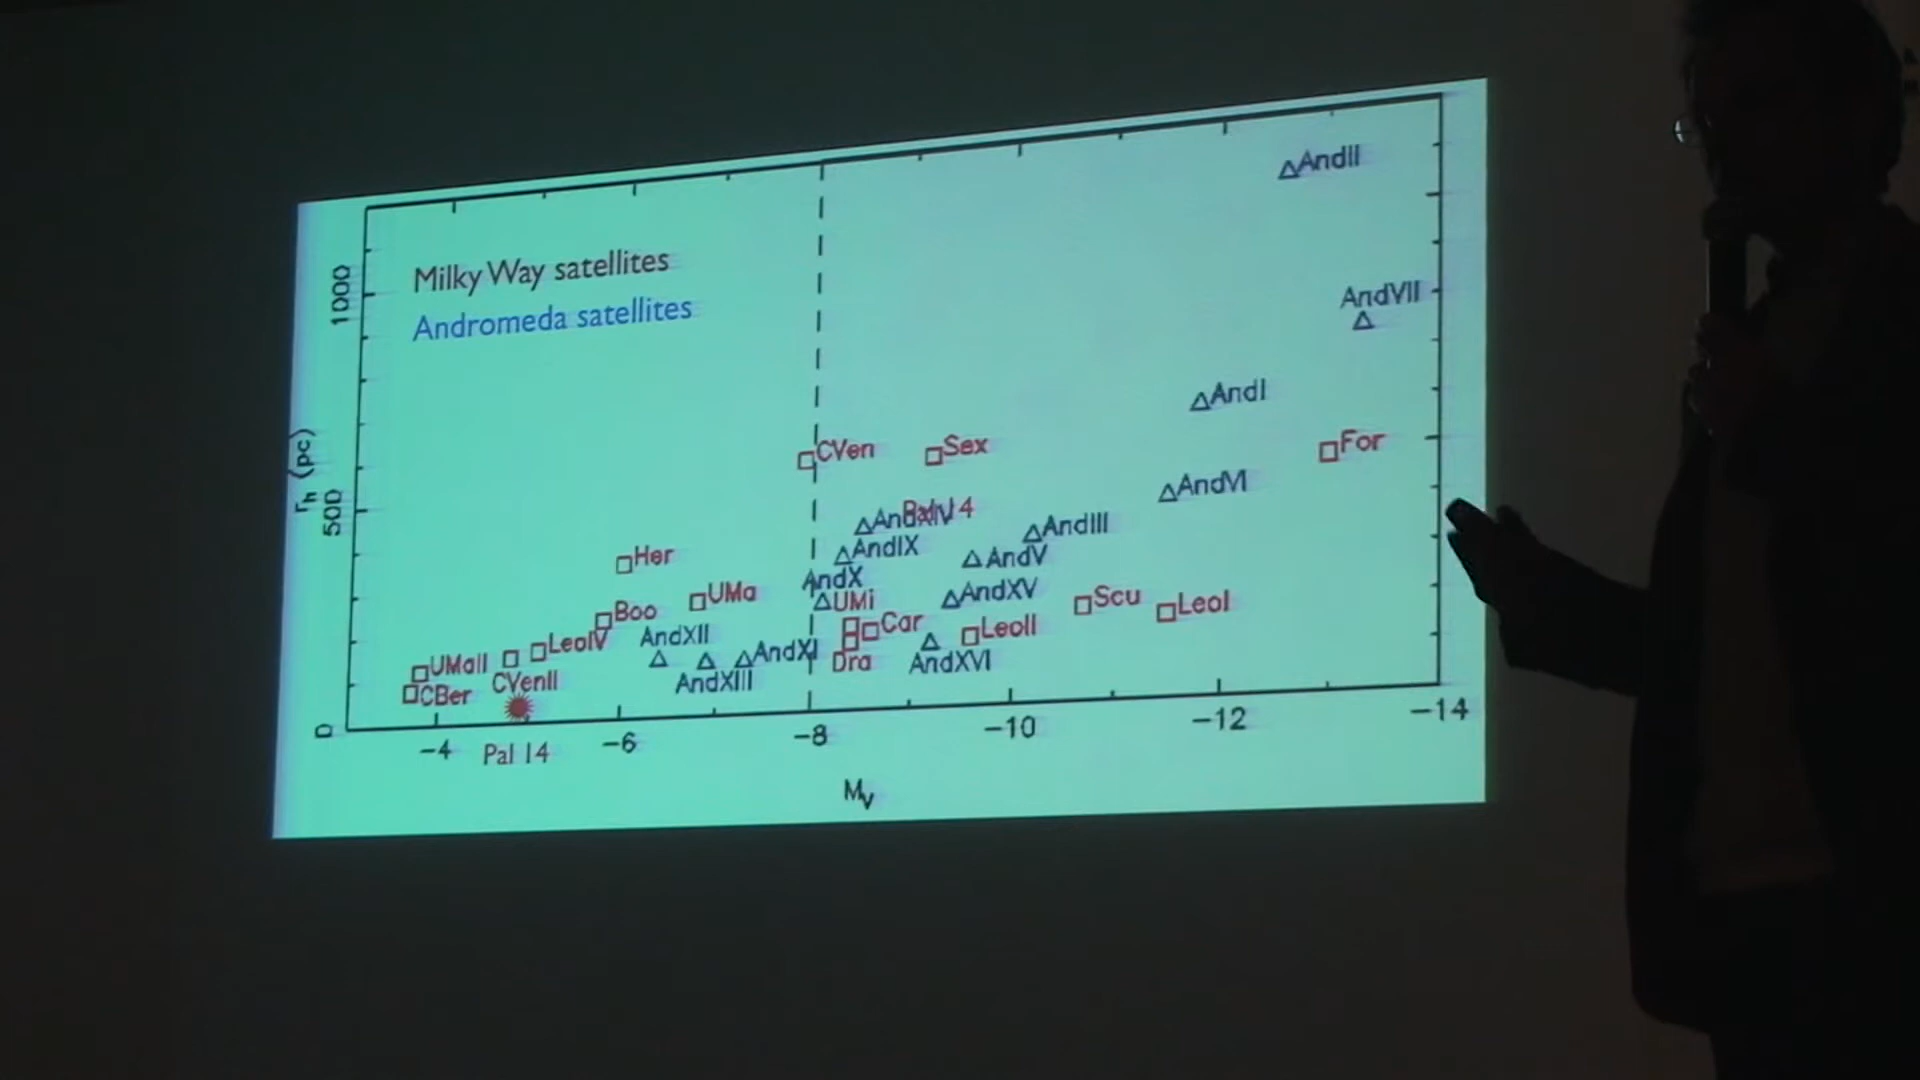 Milky Way satellites
Andromeda satellites
AndII
AndVII
AndI
For
CVen
Sex
AndVI
AndXIV
AndIII
AndIX
AndV
Her
AndX
UMa
UMi
AndXV
Scu
LeoI
Boo
Car
LeoII
AndXII
LeoIV
AndXI
Dra
AndXVI
UMaII
CVenII
AndXIII
CBer
Pal 14
rh (pc)
1000
500
0
-4
-6
-8
-10
-12
-14
MV